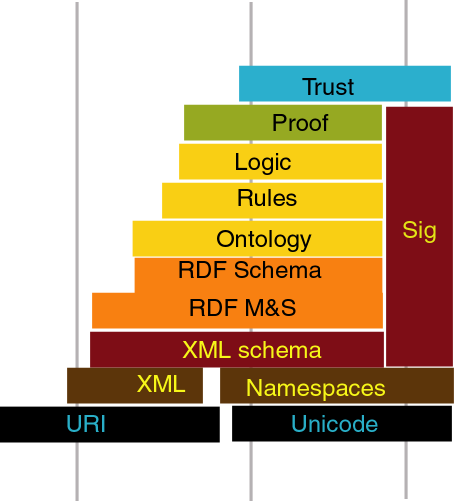 Trust
Proof
Logic
Rules
Sig
Ontology
RDF Schema
RDF M&S
XML schema
XML
Namespaces
URI
Unicode